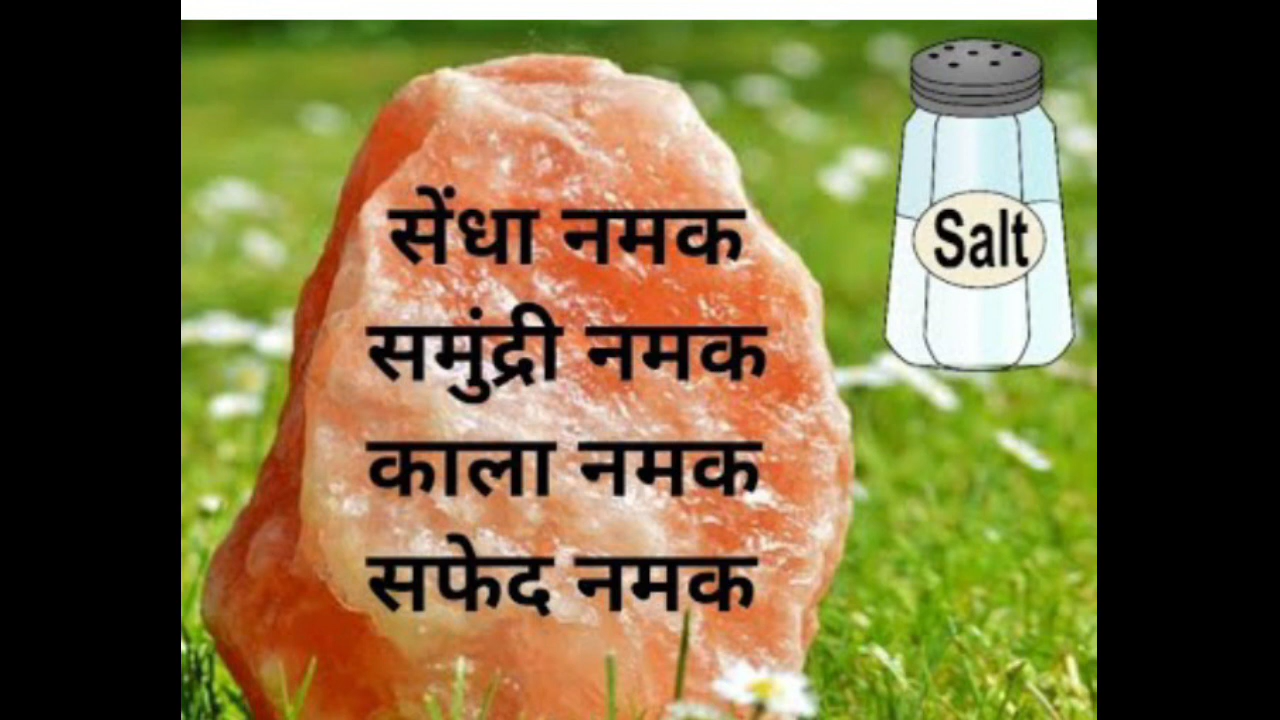 सेंधा नमक
समुंद्री नमक
काला नमक
सफेद नमक
Salt